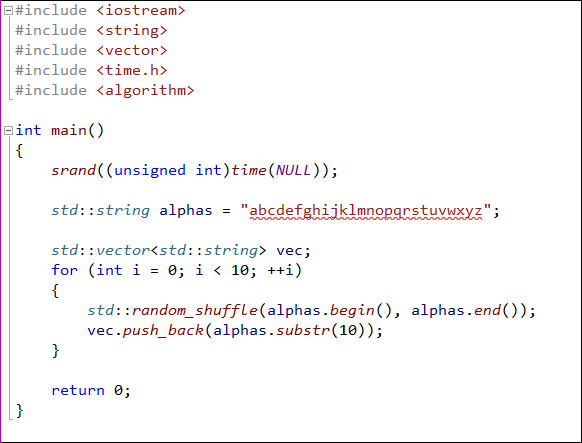 #include <iostream>
#include <string>
#include <vector>
#include <time.h>
#include <algorithm>
int main()
{
srand((unsigned int)time(NULL));
std::string alphas = "abcdefghijklmnopqrstuvwxyz";
std::vector<std::string> vec;
for (int i = 0; i < 10; ++i)
{
std::random_shuffle(alphas.begin(), alphas.end());
vec.push_back(alphas.substr(10));
}
return 0;
}